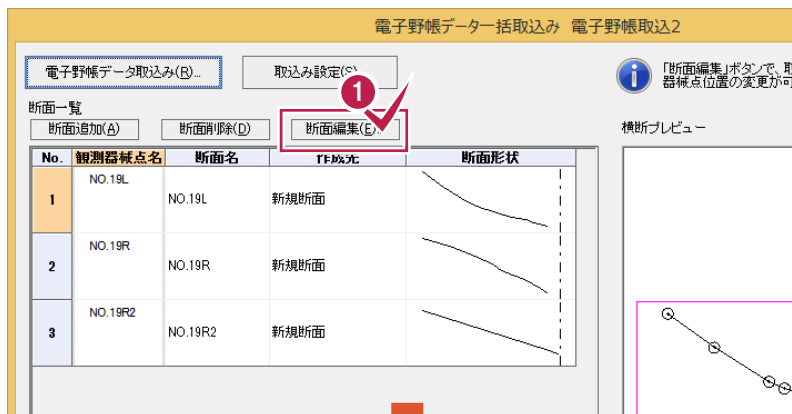 電子野帳データ一括取込み 電子野帳取込2
電子野帳データ取込み(R)...
取込み設定(S)...
「断面編集」ボタンで、取
器械点位置の変更が可
断面一覧
1
断面追加(A)
断面削除(D)
断面編集(E)...
横断プレビュー
No. 観測器械点名 断面名 作成先 断面形状
1 NO.19L NO.19L 新規断面
2 NO.19R NO.19R 新規断面
3 NO.19R2 NO.19R2 新規断面